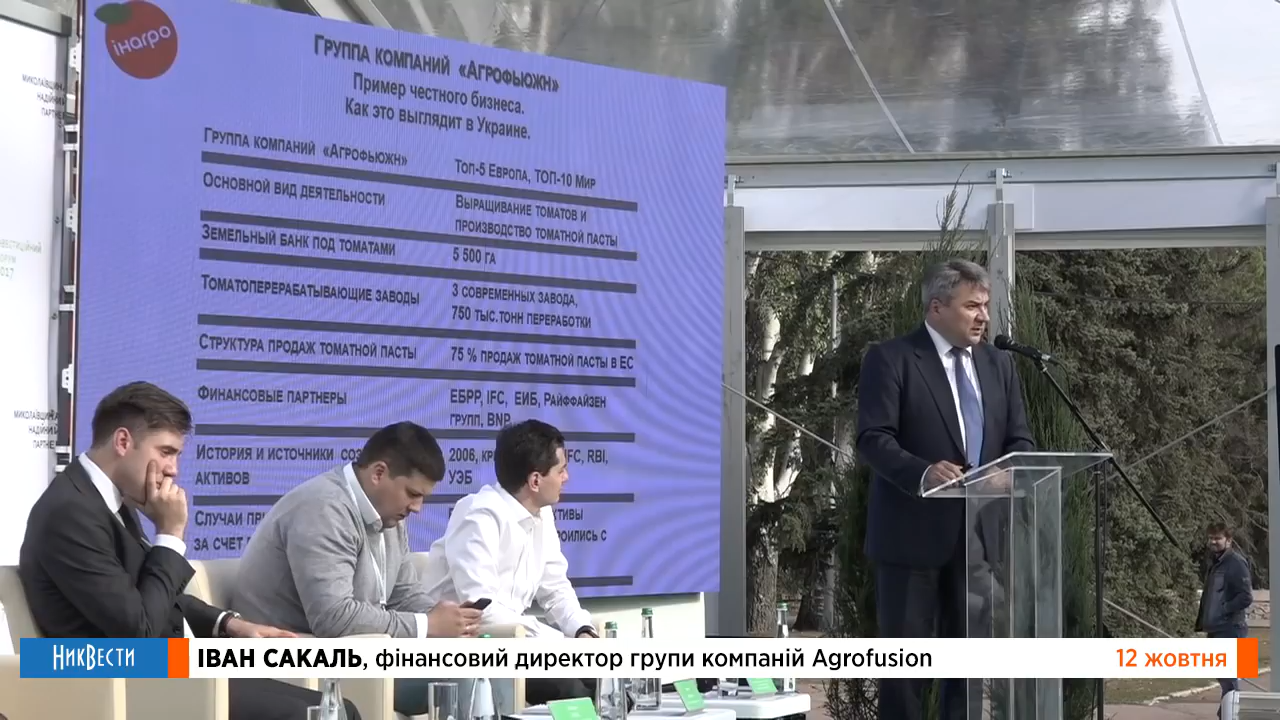 інагро
ГРУППА КОМПАНИЙ «АГРОФЬЮЖН»
Пример честного бизнеса.
Как это выглядит в Украине.
ГРУППА КОМПАНИЙ «АГРОФЬЮЖН»
ТОП-5 ЕВРОПА, ТОП-10 МИР
ОСНОВНОЙ ВИД ДЕЯТЕЛЬНОСТИ
ВЫРАЩИВАНИЕ ТОМАТОВ И
ПРОИЗВОДСТВО ТОМАТНОЙ ПАСТЫ
ЗЕМЕЛЬНЫЙ БАНК ПОД ТОМАТАМИ
5 500 ГА
ТОМАТОПЕРЕРАБАТЫВАЮЩИЕ ЗАВОДЫ
3 СОВРЕМЕННЫХ ЗАВОДА,
750 ТЫС.ТОНН ПЕРЕРАБОТКИ
СТРУКТУРА ПРОДАЖ ТОМАТНОЙ ПАСТЫ
75 % ПРОДАЖ ТОМАТНОЙ ПАСТЫ В ЕС
ФИНАНСОВЫЕ ПАРТНЕРЫ
ЕБРР, IFC, ЕИБ, РАЙФФАЙЗЕН
ГРУПП, BNP
ИСТОРИЯ И ИСТОЧНИКИ
АКТИВОВ
2006, RBI,
УЭБ
СЛУЧАИ
ЗА СЧЕТ
С
2017
НикВести
ІВАН САКАЛЬ, фінансовий директор групи компаній Agrofusion
12 жовтня